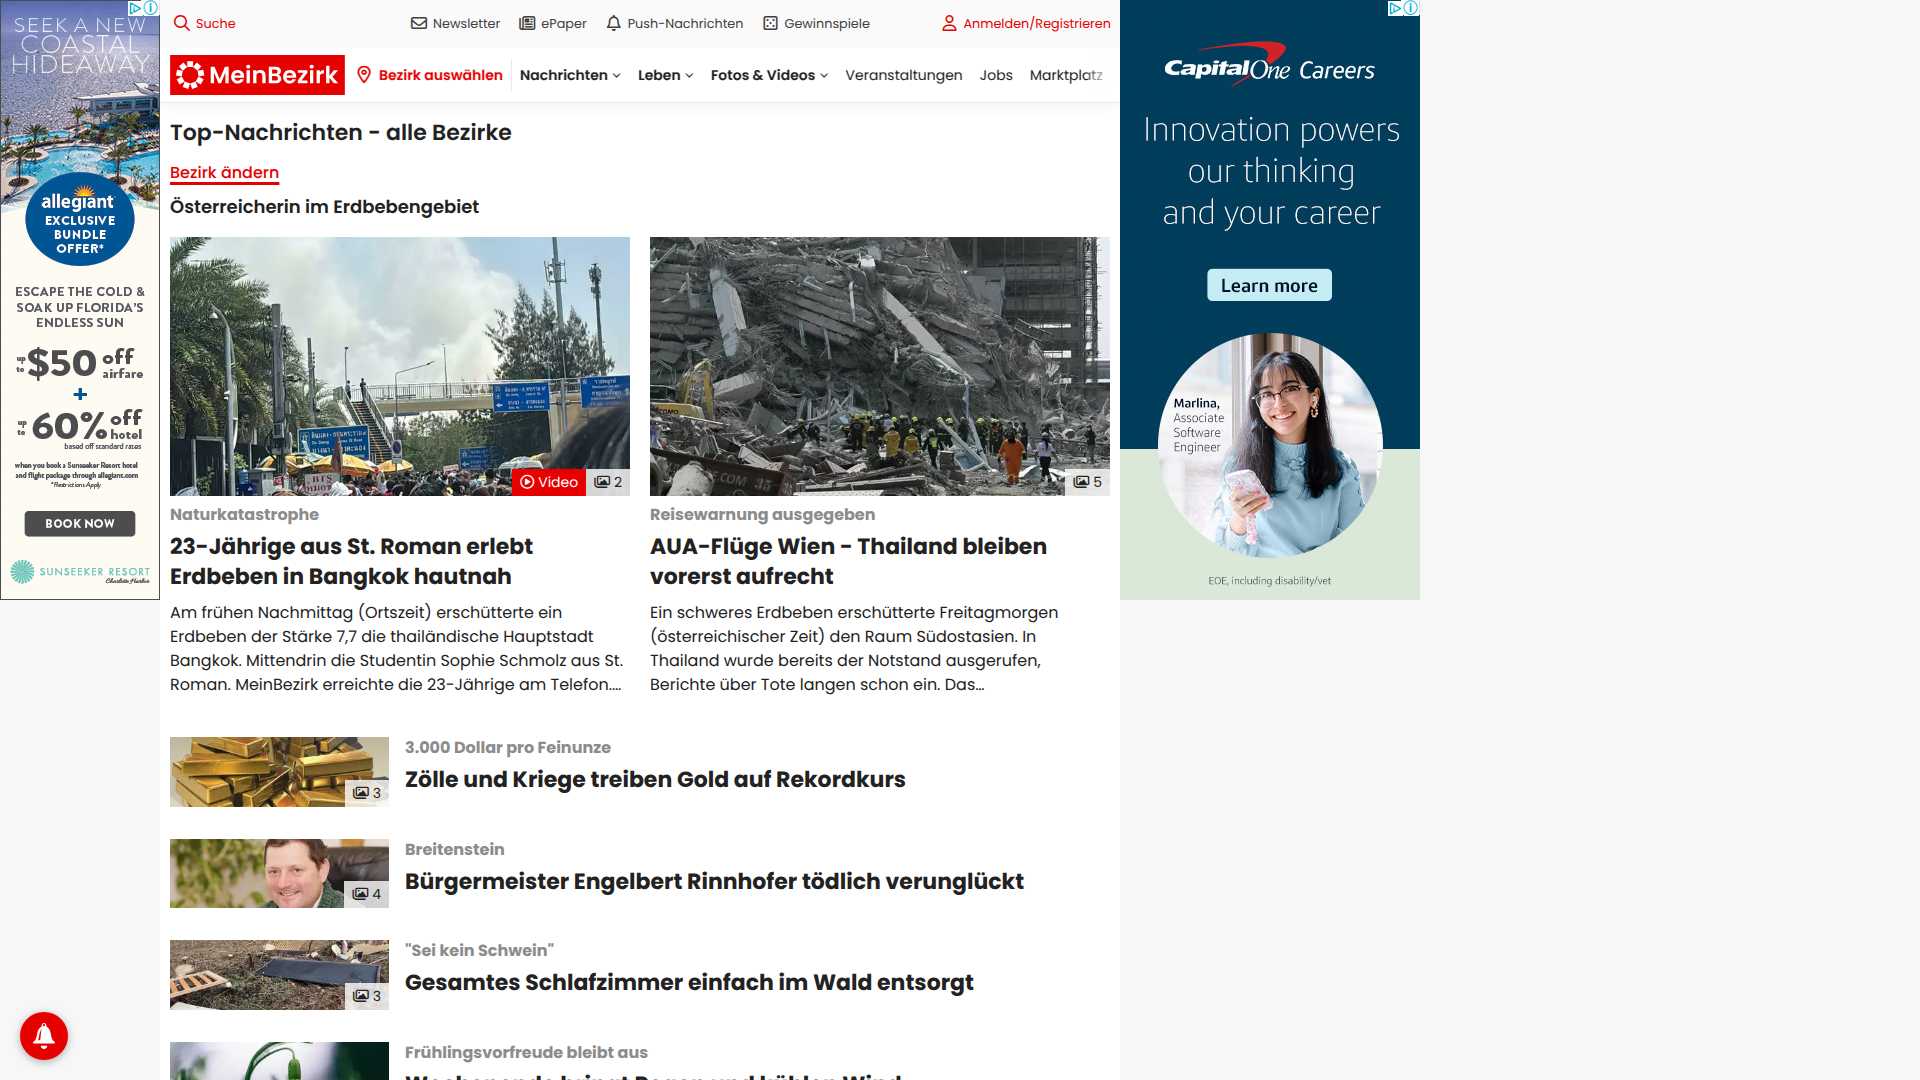 SEEK A NEW
COASTAL
HIDEAWAY
allegiant
EXCLUSIVE
BUNDLE
OFFER*
ESCAPE THE COLD &
SOAK UP FLORIDA'S
ENDLESS SUN
up to $50 off airfare
+
up to 60% off hotel
based off standard rates
when you book a Sunseeker Resort hotel
and flight package through allegiant.com
*Restrictions Apply.
BOOK NOW
SUNSEEKER RESORT
Charlotte Harbor
Suche
Newsletter
ePaper
Push-Nachrichten
Gewinnspiele
Anmelden/Registrieren
MeinBezirk
Bezirk auswählen
Nachrichten
Leben
Fotos & Videos
Veranstaltungen
Jobs
Marktplatz
Top-Nachrichten - alle Bezirke
Bezirk ändern
Österreicherin im Erdbebengebiet
Video
2
Naturkatastrophe
23-Jährige aus St. Roman erlebt
Erdbeben in Bangkok hautnah
Am frühen Nachmittag (Ortszeit) erschütterte ein
Erdbeben der Stärke 7,7 die thailändische Hauptstadt
Bangkok. Mittendrin die Studentin Sophie Schmolz aus St.
Roman. MeinBezirk erreichte die 23-Jährige am Telefon....
5
Reisewarnung ausgegeben
AUA-Flüge Wien - Thailand bleiben
vorerst aufrecht
Ein schweres Erdbeben erschütterte Freitagmorgen
(österreichischer Zeit) den Raum Südostasien. In
Thailand wurde bereits der Notstand ausgerufen,
Berichte über Tote langen schon ein. Das...
3
3.000 Dollar pro Feinunze
Zölle und Kriege treiben Gold auf Rekordkurs
4
Breitenstein
Bürgermeister Engelbert Rinnhofer tödlich verunglückt
3
"Sei kein Schwein"
Gesamtes Schlafzimmer einfach im Wald entsorgt
Frühlingsvorfreude bleibt aus
Wochenende bringt Regen und kühlen Wind
Capital One Careers
Innovation powers
our thinking
and your career
Learn more
Marlina,
Associate
Software
Engineer
EOE, including disability/vet